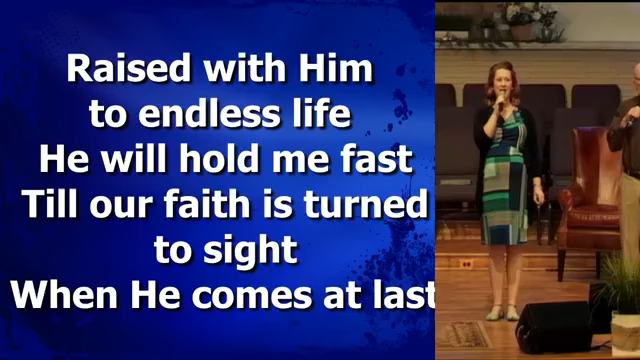 Raised with Him
to endless life
He will hold me fast
Till our faith is turned
to sight
When He comes at last